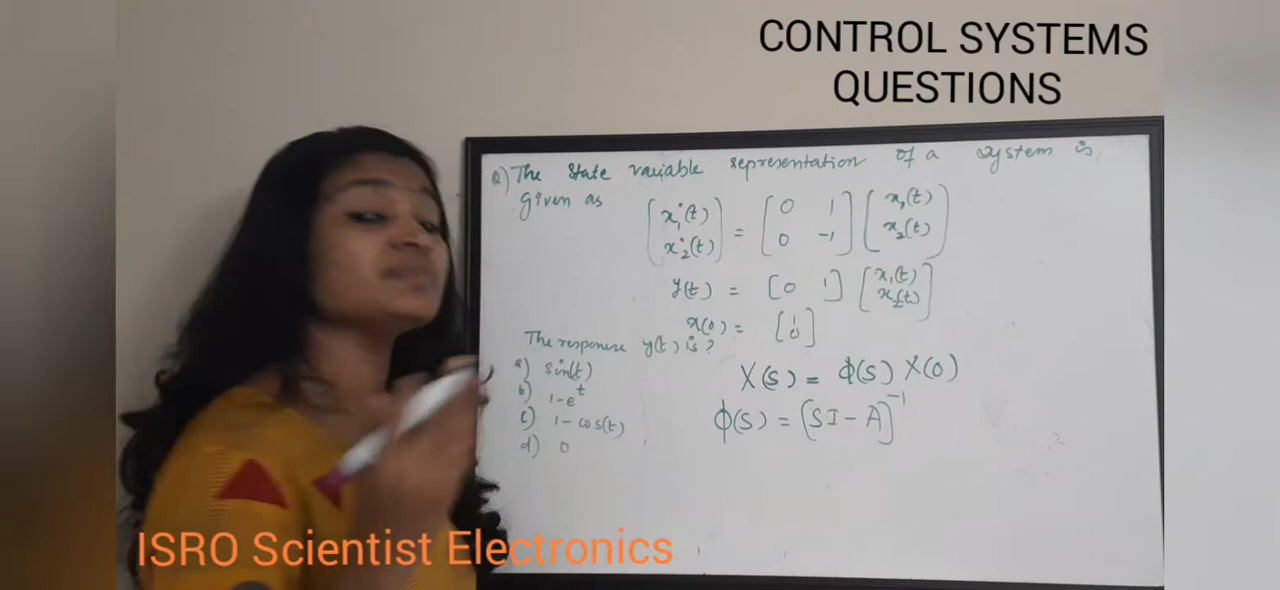 CONTROL SYSTEMS
QUESTIONS
Q) The State variable representation of a system is
given as [ẋ₁(t) ẋ₂(t)] = [0 1 0 -1] [x₁(t) x₂(t)]
y(t) = [0 1] [x₁(t) x₂(t)]
x(0) = [1 0]
The response y(t) is?
a) sin(t)
b) 1-e^t
c) 1-cos(t)
d) 0
X(s) = ϕ(s) X(0)
ϕ(s) = [SI-A]⁻¹
ISRO Scientist Electronics